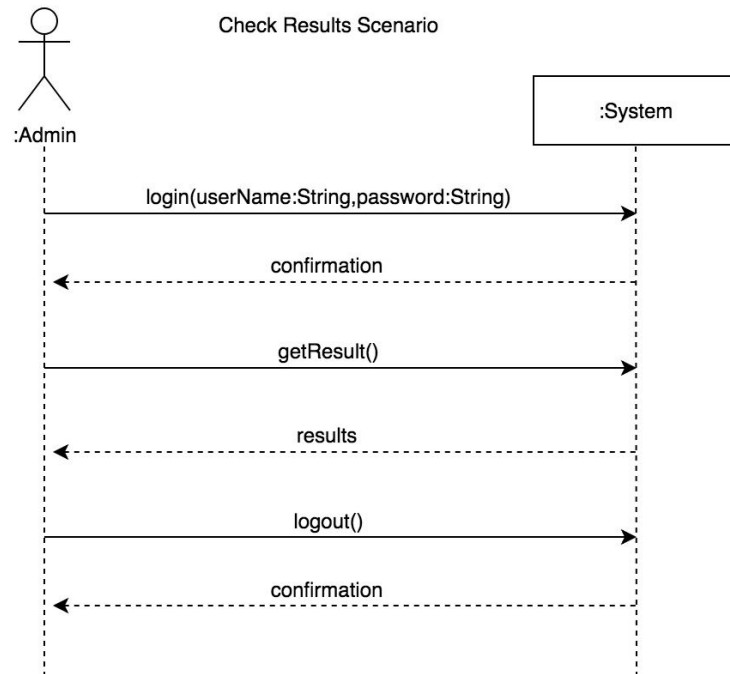 Check Results Scenario
:Admin
:System
login(userName:String,password:String)
confirmation
getResult()
results
logout()
confirmation